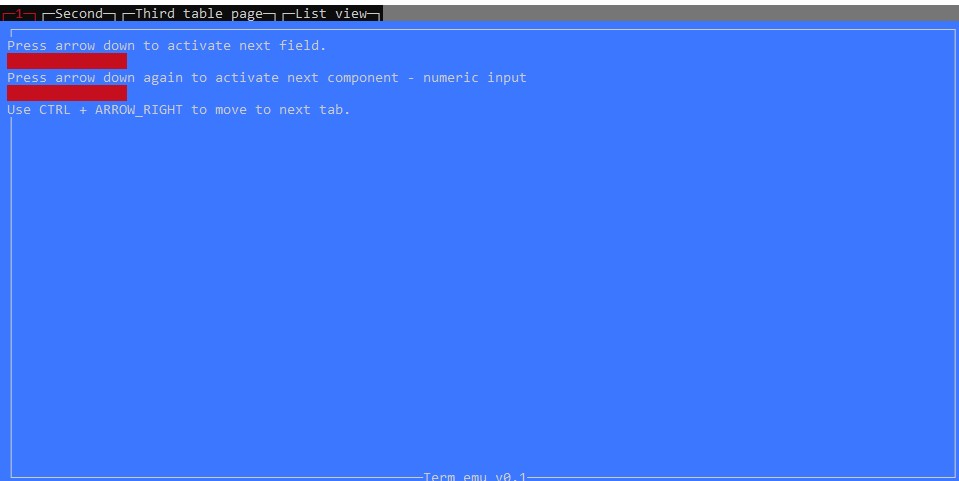 1 Second Third table page List view
Press arrow down to activate next field.
Press arrow down again to activate next component - numeric input
Use CTRL + ARROW_RIGHT to move to next tab.
Term emu v0.1